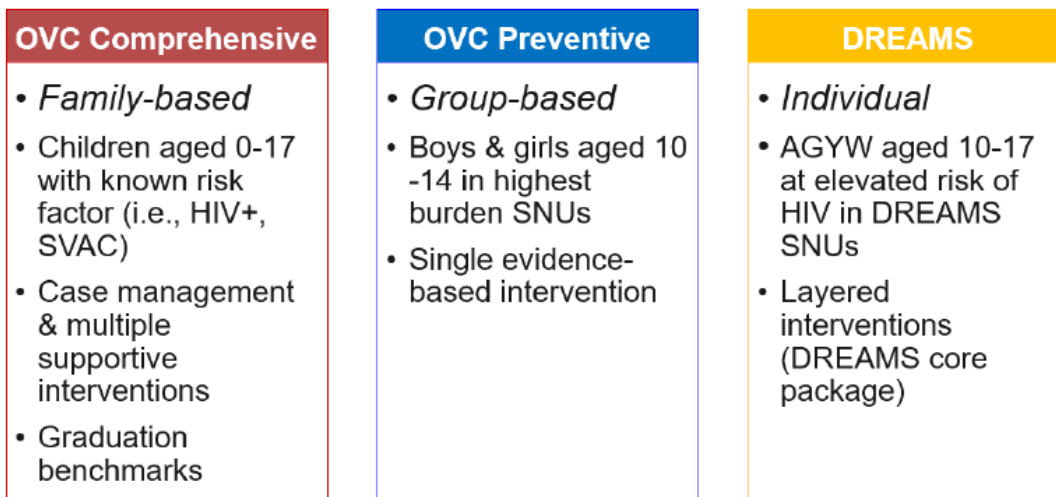 OVC Comprehensive
• Family-based
• Children aged 0-17
with known risk
factor (i.e., HIV+,
SVAC)
• Case management
& multiple
supportive
interventions
• Graduation
benchmarks
OVC Preventive
• Group-based
• Boys & girls aged 10
-14 in highest
burden SNUs
• Single evidence-
based intervention
DREAMS
• Individual
• AGYW aged 10-17
at elevated risk of
HIV in DREAMS
SNUs
• Layered
interventions
(DREAMS core
package)